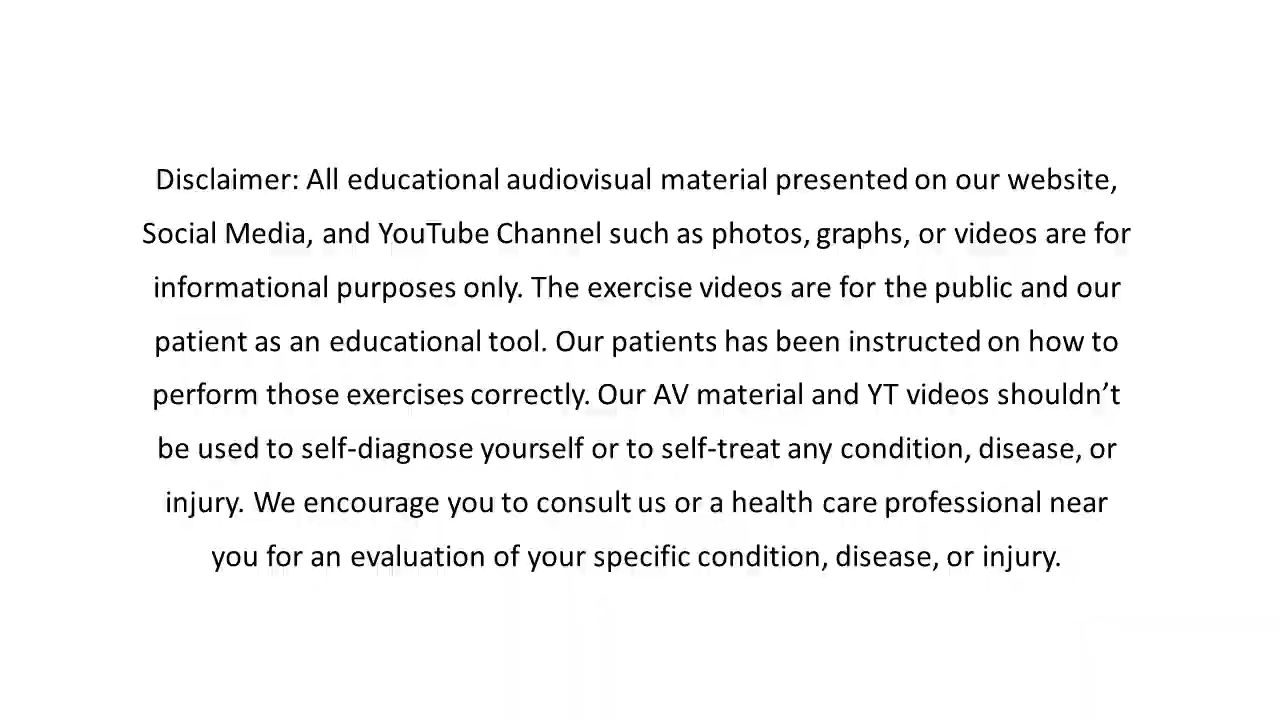 Disclaimer: All educational audiovisual material presented on our website,
Social Media, and YouTube Channel such as photos, graphs, or videos are for
informational purposes only. The exercise videos are for the public and our
patient as an educational tool. Our patients has been instructed on how to
perform those exercises correctly. Our AV material and YT videos shouldn’t
be used to self-diagnose yourself or to self-treat any condition, disease, or
injury. We encourage you to consult us or a health care professional near
you for an evaluation of your specific condition, disease, or injury.